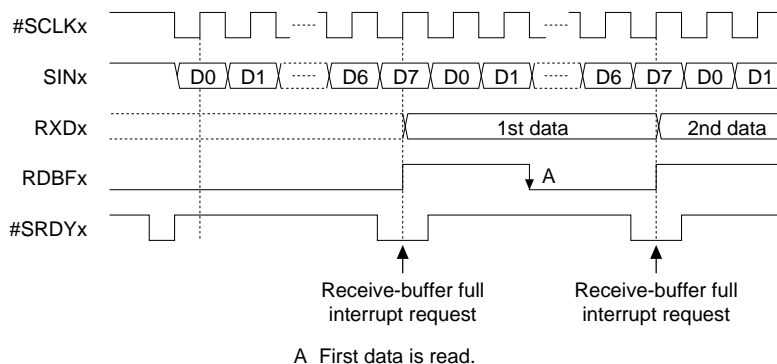 #SCLKx
SINx D0 D1 D6 D7 D0 D1 D6 D7 D0 D1
RXDx 1st data 2nd data
RDBFx A
#SRDYx
Receive-buffer full
interrupt request
Receive-buffer full
interrupt request
A First data is read.